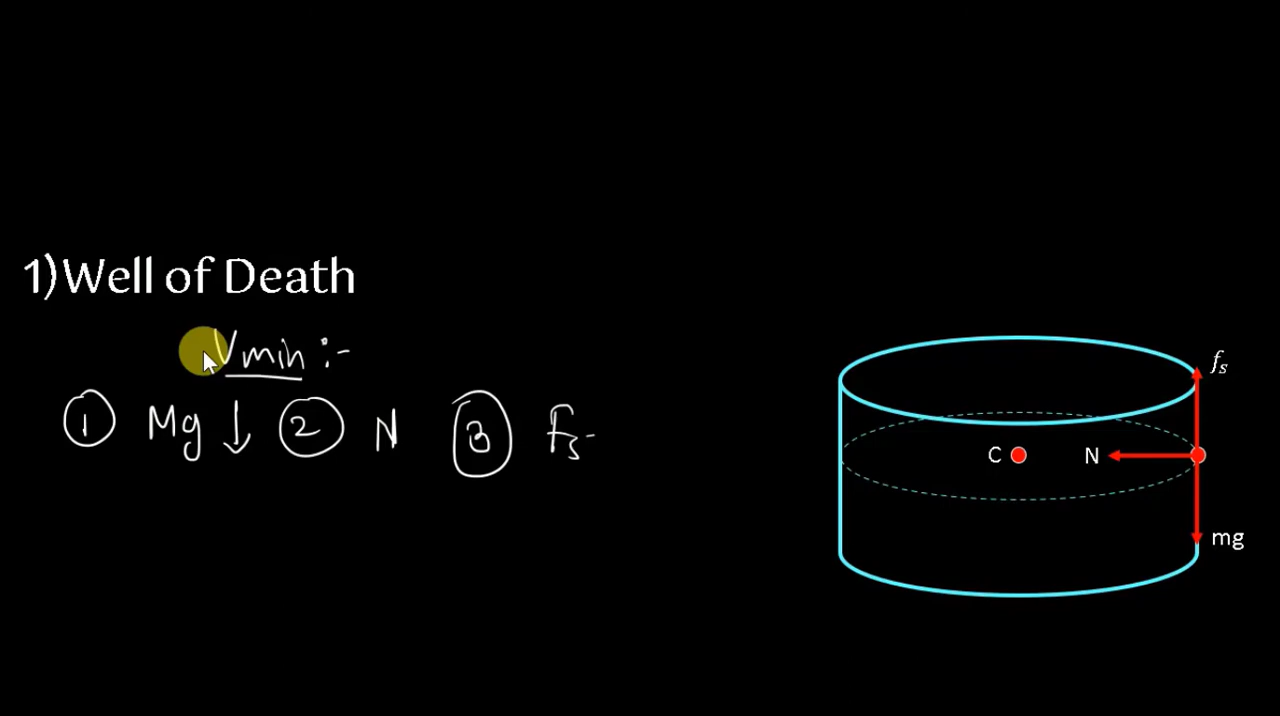 1)Well of Death
Vmin :-
① Mg ↓ ② N ③ Fs-
fs
C N
mg